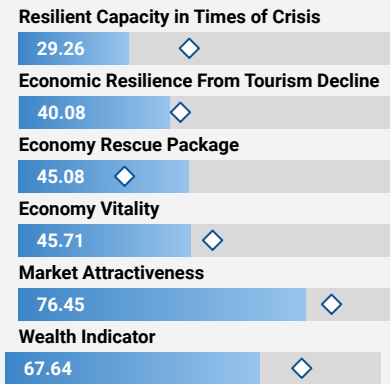 Resilient Capacity in Times of Crisis
29.26
Economic Resilience From Tourism Decline
40.08
Economy Rescue Package
45.08
Economy Vitality
45.71
Market Attractiveness
76.45
Wealth Indicator
67.64